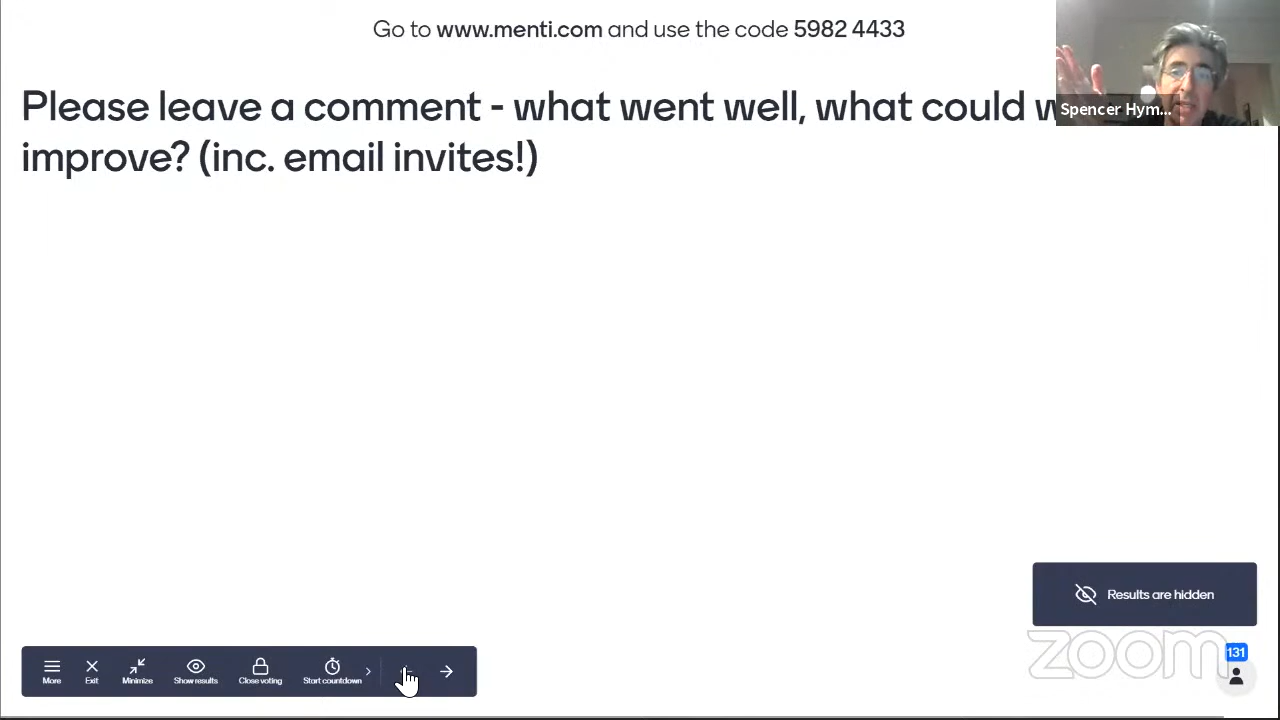 Go to www.menti.com and use the code 5982 4433
Spencer Hym...
Please leave a comment - what went well, what could
improve? (inc. email invites!)
Results are hidden
zoom
131
More
Exit
Minimize
Show results
Close voting
Start countdown